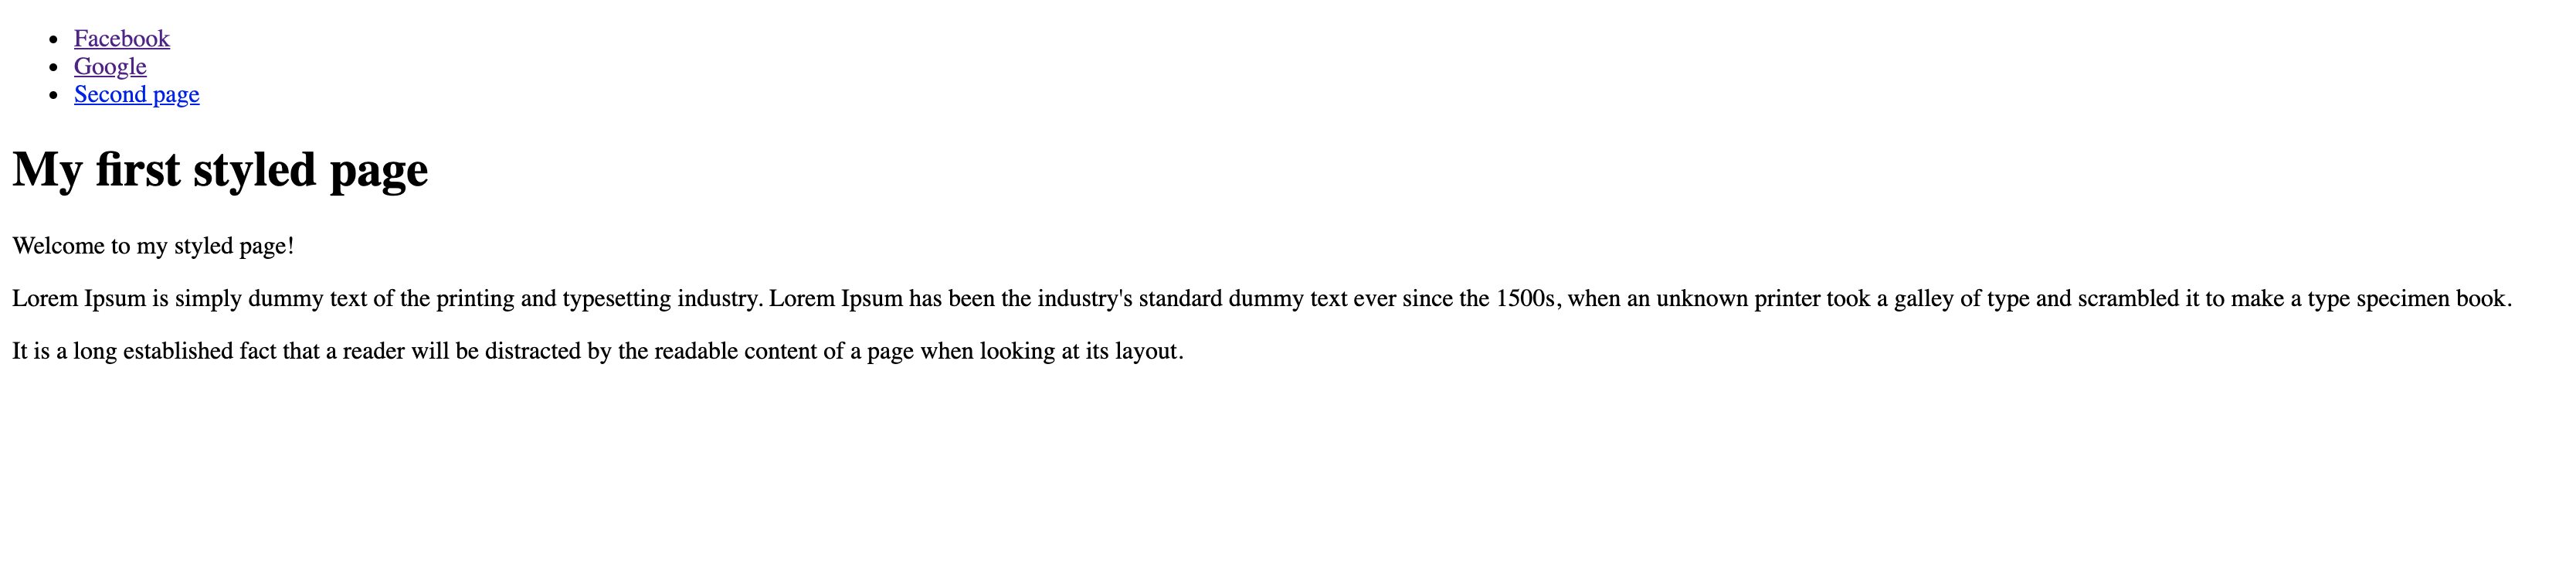 Facebook
Google
Second page
My first styled page
Welcome to my styled page!
Lorem Ipsum is simply dummy text of the printing and typesetting industry. Lorem Ipsum has been the industry's standard dummy text ever since the 1500s, when an unknown printer took a galley of type and scrambled it to make a type specimen book.
It is a long established fact that a reader will be distracted by the readable content of a page when looking at its layout.